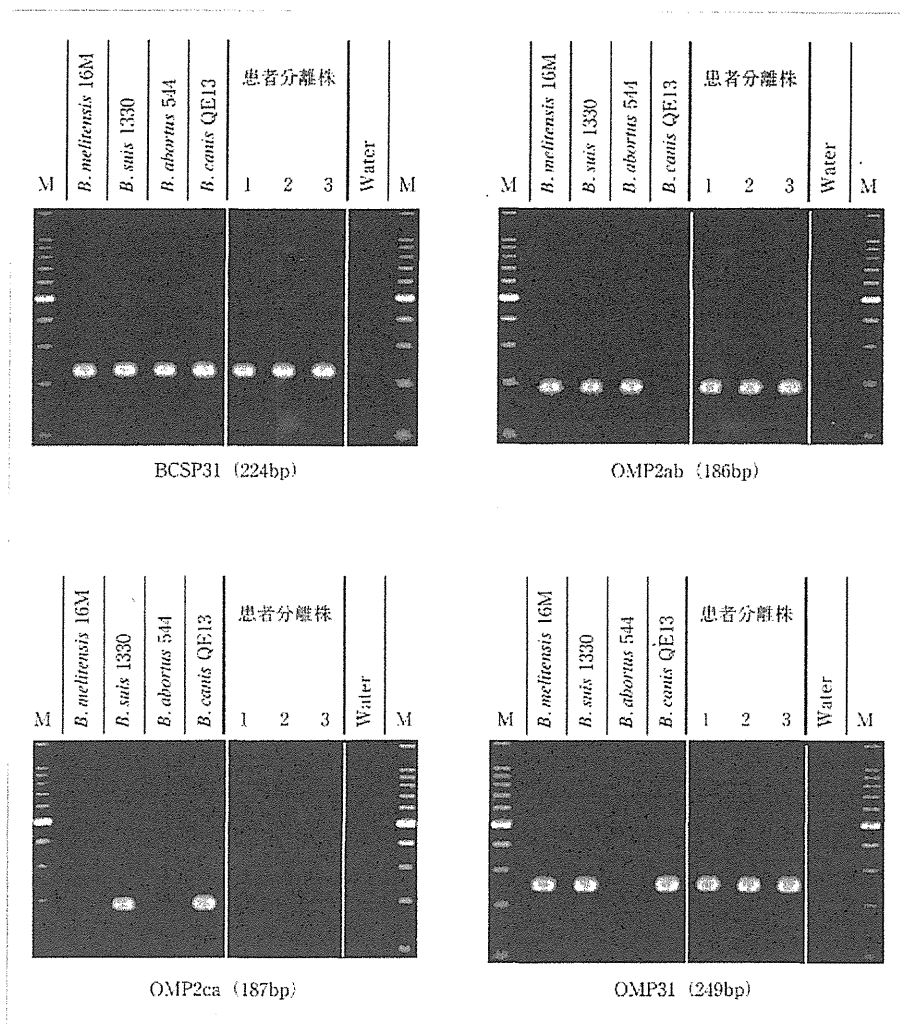 M B. melitensis 16M B. suis 1330 B. abortus 544 B. canis QE13 患者分離株 1 2 3 Water M
BCSP31 (224bp)
M B. melitensis 16M B. suis 1330 B. abortus 544 B. canis QE13 患者分離株 1 2 3 Water M
OMP2ab (186bp)
M B. melitensis 16M B. suis 1330 B. abortus 544 B. canis QE13 患者分離株 1 2 3 Water M
OMP2ca (187bp)
M B. melitensis 16M B. suis 1330 B. abortus 544 B. canis QE13 患者分離株 1 2 3 Water M
OMP31 (249bp)